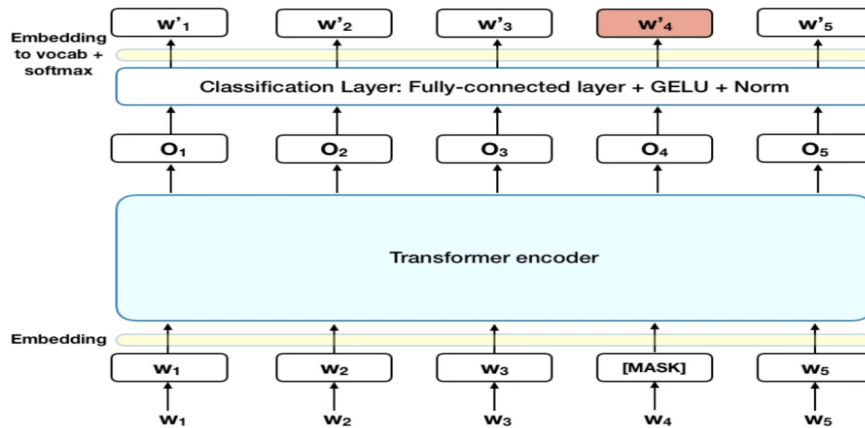 w'₁ w'₂ w'₃ w'₄ w'₅
Embedding
to vocab +
softmax
Classification Layer: Fully-connected layer + GELU + Norm
O₁ O₂ O₃ O₄ O₅
Transformer encoder
Embedding
w₁ w₂ w₃ [MASK] w₅
w₁ w₂ w₃ w₄ w₅